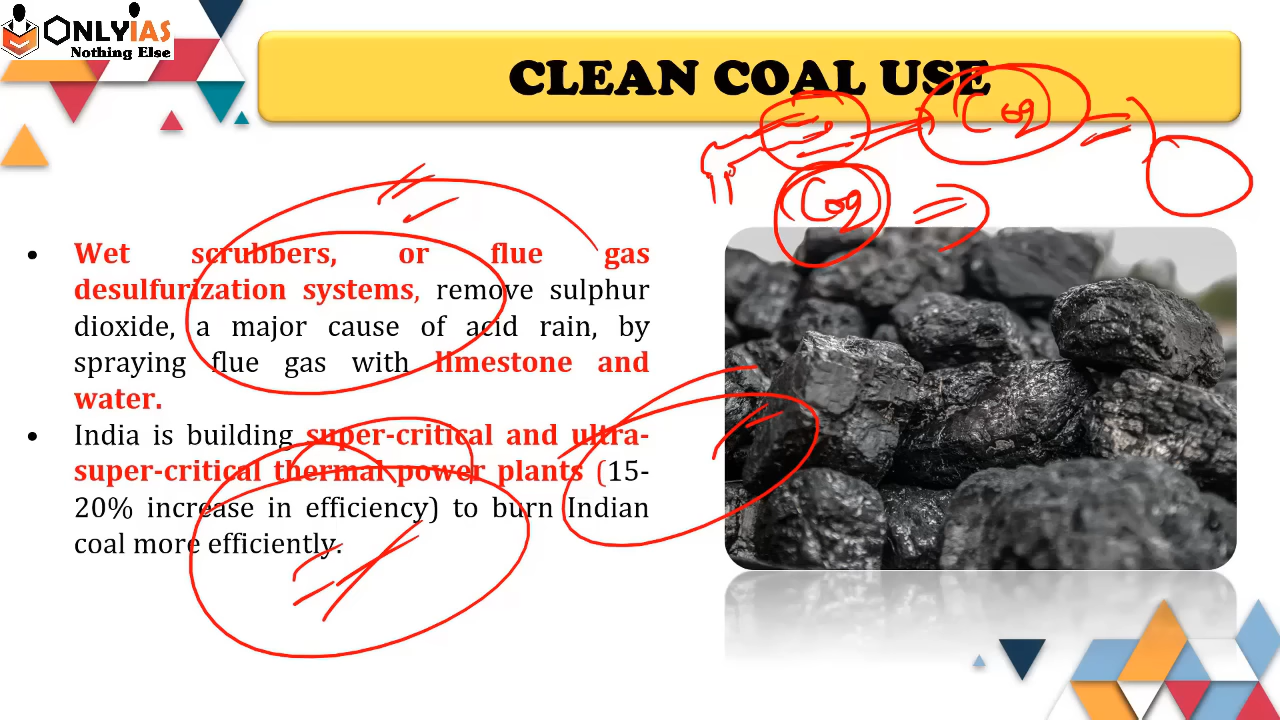 ONLYIAS
Nothing Else
CLEAN COAL USE
• Wet scrubbers, or flue gas
desulfurization systems, remove sulphur
dioxide, a major cause of acid rain, by
spraying flue gas with limestone and
water.
• India is building super-critical and ultra-
super-critical thermal power plants (15-
20% increase in efficiency) to burn Indian
coal more efficiently.